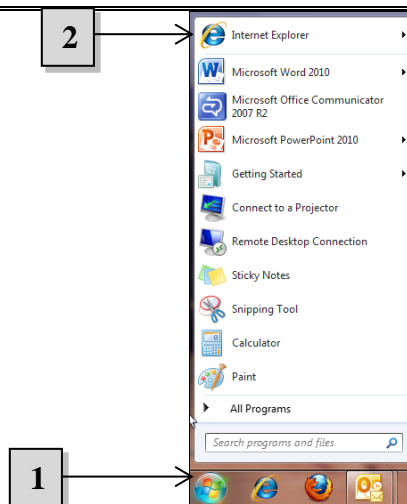 2
Internet Explorer
Microsoft Word 2010
Microsoft Office Communicator
2007 R2
Microsoft PowerPoint 2010
Getting Started
Connect to a Projector
Remote Desktop Connection
Sticky Notes
Snipping Tool
Calculator
Paint
All Programs
Search programs and files
1